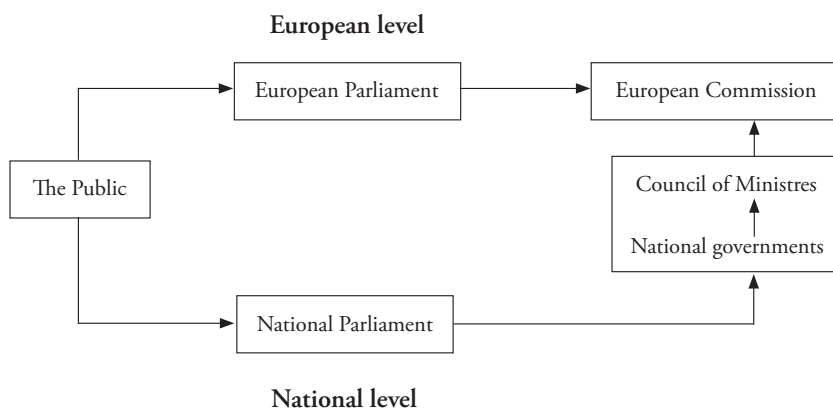 European level
European Parliament
European Commission
The Public
Council of Ministres
National governments
National Parliament
National level